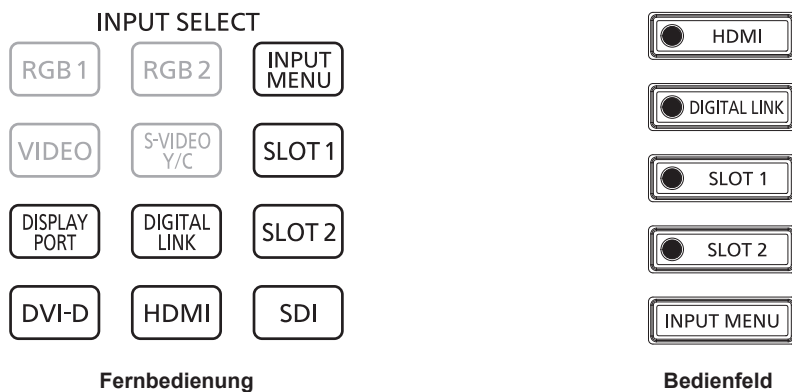 INPUT SELECT
RGB 1
RGB 2
INPUT
MENU
VIDEO
S-VIDEO
Y/C
SLOT 1
DISPLAY
PORT
DIGITAL
LINK
SLOT 2
DVI-D
HDMI
SDI
Fernbedienung
HDMI
DIGITAL LINK
SLOT 1
SLOT 2
INPUT MENU
Bedienfeld